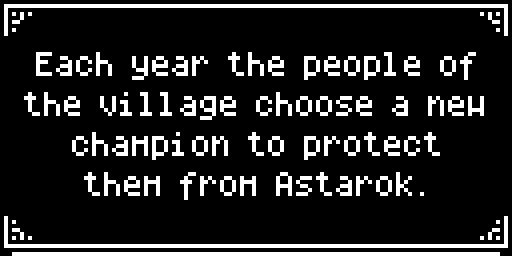 Each year the people of
the village choose a new
champion to protect
them from Astarok.